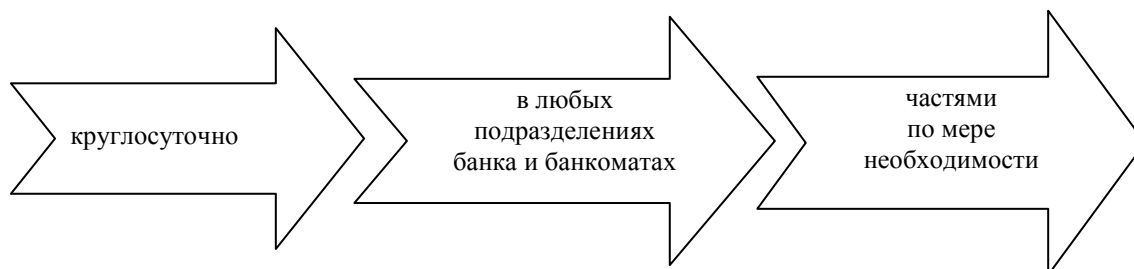 круглосуточно
в любых
подразделениях
банка и банкоматах
частями
по мере
необходимости